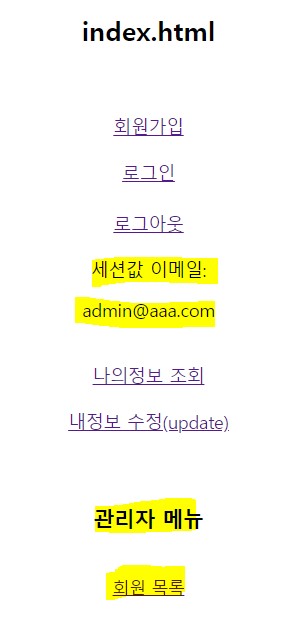 index.html
회원가입
로그인
로그아웃
세션값 이메일:
admin@aaa.com
나의정보 조회
내정보 수정(update)
관리자 메뉴
회원 목록